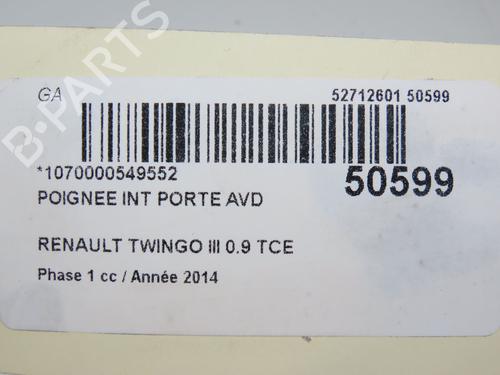 GA 52712601 50599
*1070000549552 50599
POIGNEE INT PORTE AVD
RENAULT TWINGO III 0.9 TCE
Phase 1 cc / Année 2014
B-PARTS